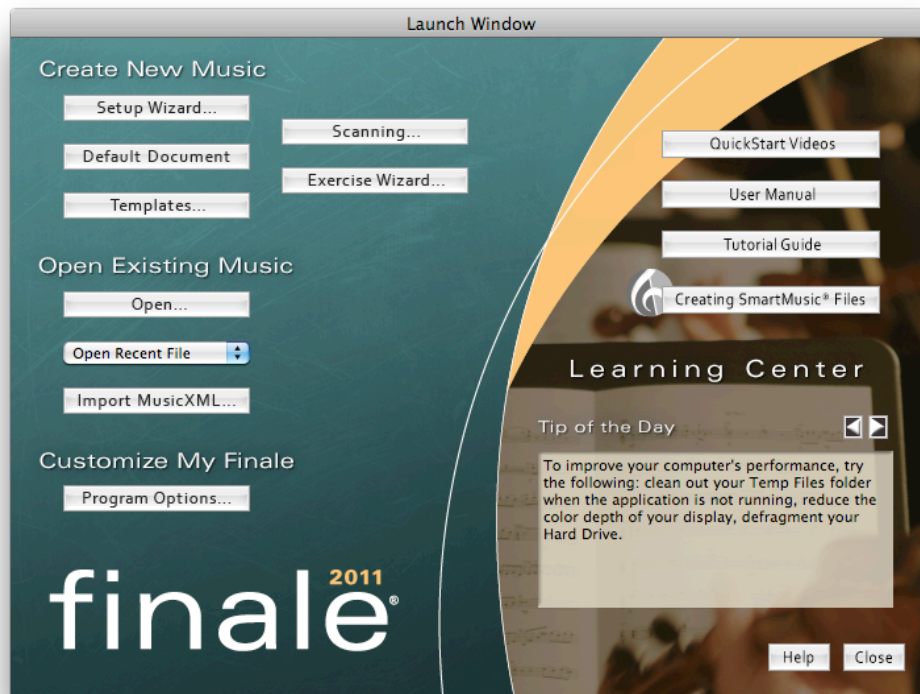 Launch Window
Create New Music
Setup Wizard...
Default Document
Templates...
Scanning...
Exercise Wizard...
Open Existing Music
Open...
Open Recent File
Import MusicXML...
Customize My Finale
Program Options...
finale® 2011
QuickStart Videos
User Manual
Tutorial Guide
Creating SmartMusic® Files
Learning Center
Tip of the Day
To improve your computer's performance, try
the following: clean out your Temp Files folder
when the application is not running, reduce the
color depth of your display, defragment your
Hard Drive.
Help
Close